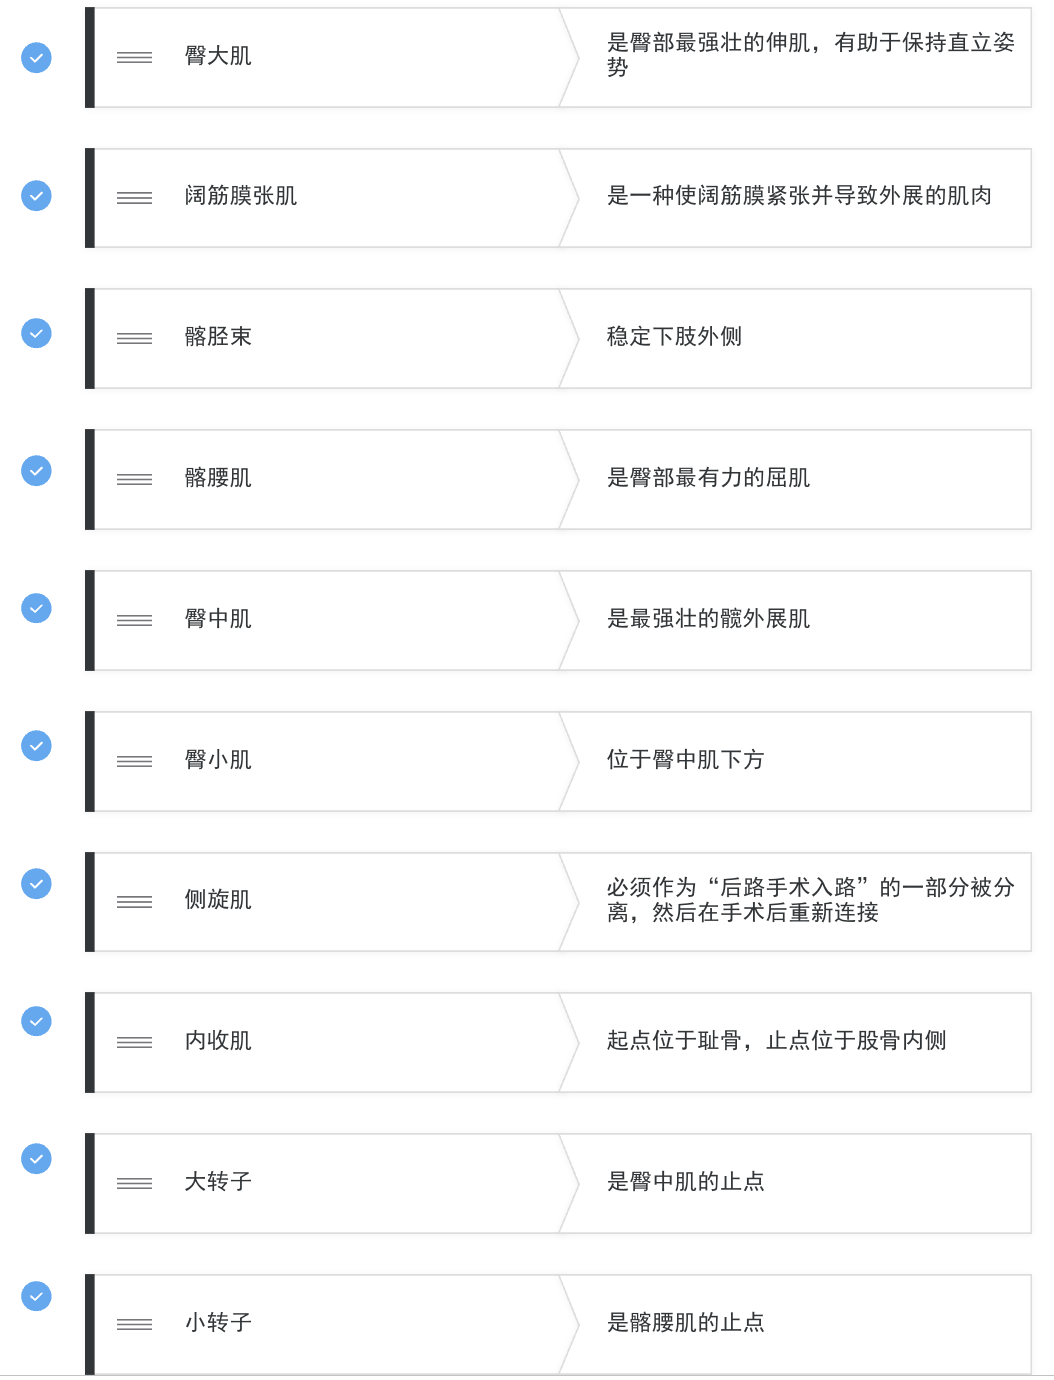 臀大肌
是臀部最强壮的伸肌，有助于保持直立姿
势
阔筋膜张肌
是一种使阔筋膜紧张并导致外展的肌肉
髂胫束
稳定下肢外侧
髂腰肌
是臀部最有力的屈肌
臀中肌
是最强壮的髋外展肌
臀小肌
位于臀中肌下方
侧旋肌
必须作为“后路手术入路”的一部分被分
离，然后在手术后重新连接
内收肌
起点位于耻骨，止点位于股骨内侧
大转子
是臀中肌的止点
小转子
是髂腰肌的止点